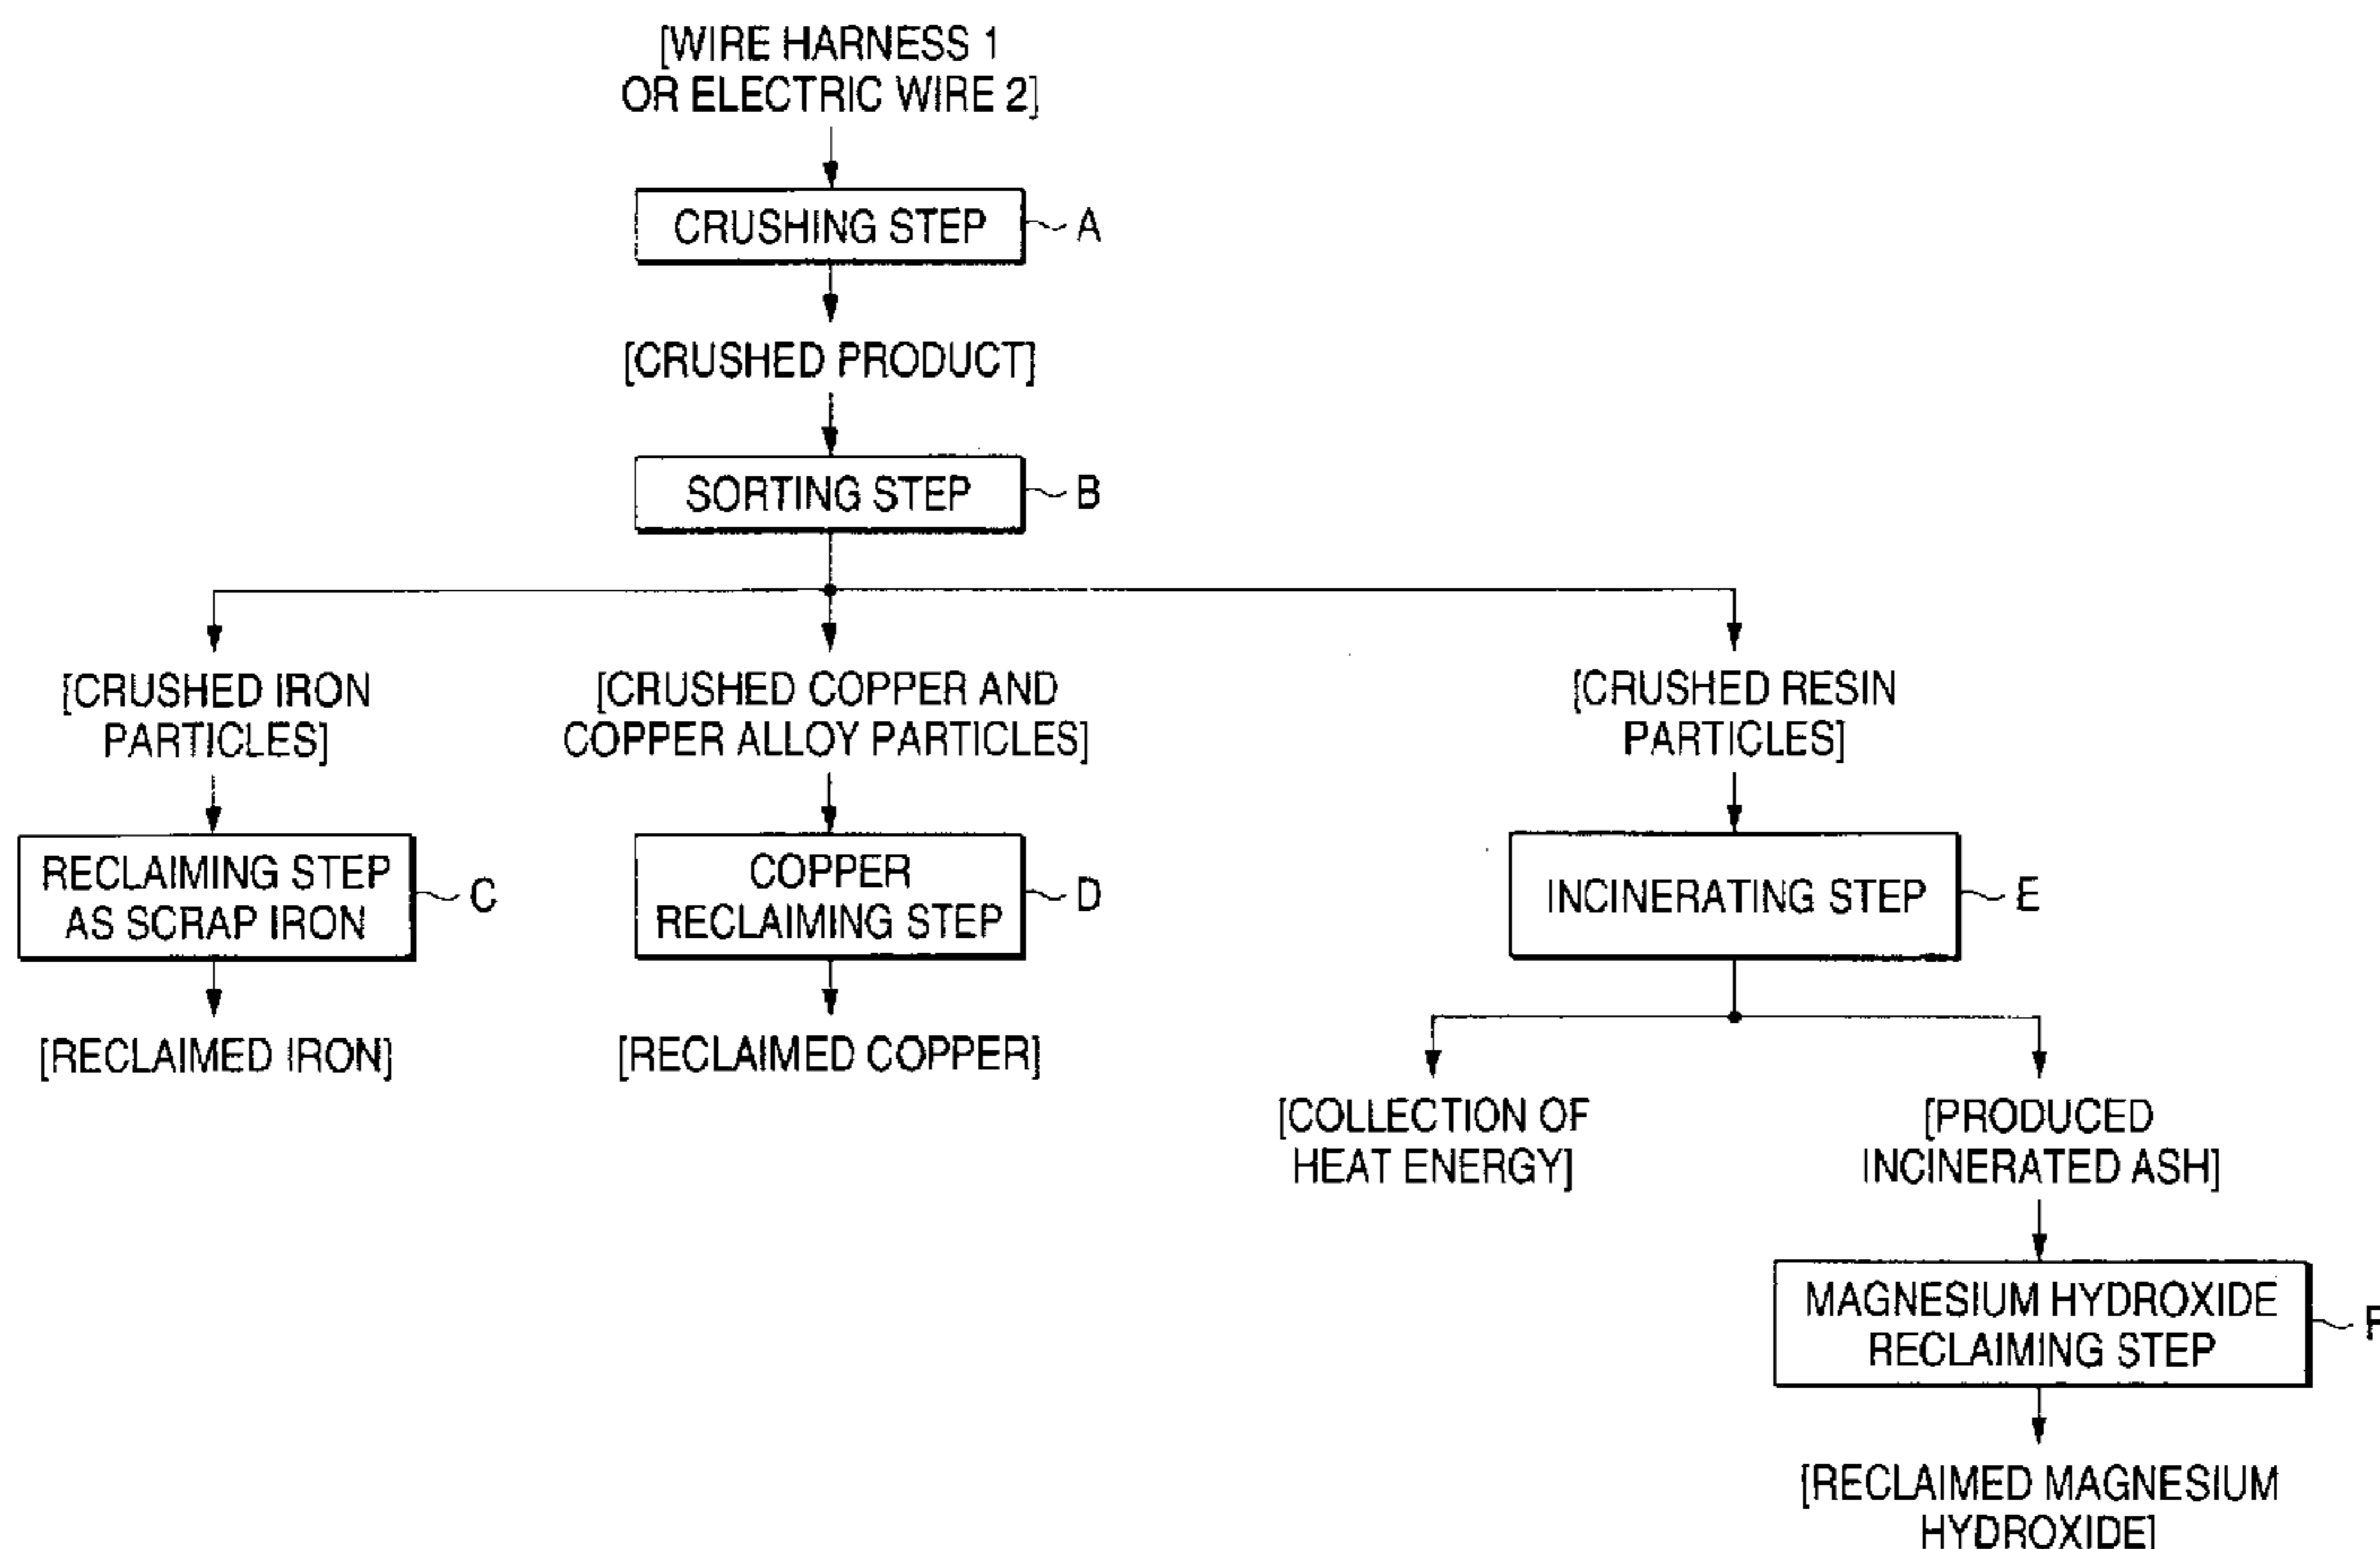 [WIRE HARNESS 1
OR ELECTRIC WIRE 2]
CRUSHING STEP
A
[CRUSHED PRODUCT]
SORTING STEP
B
[CRUSHED IRON
PARTICLES]
[CRUSHED COPPER AND
COPPER ALLOY PARTICLES]
[CRUSHED RESIN
PARTICLES]
RECLAIMING STEP
AS SCRAP IRON
C
COPPER
RECLAIMING STEP
D
INCINERATING STEP
E
[RECLAIMED IRON]
[RECLAIMED COPPER]
[COLLECTION OF
HEAT ENERGY]
[PRODUCED
INCINERATED ASH]
MAGNESIUM HYDROXIDE
RECLAIMING STEP
F
[RECLAIMED MAGNESIUM
HYDROXIDE]